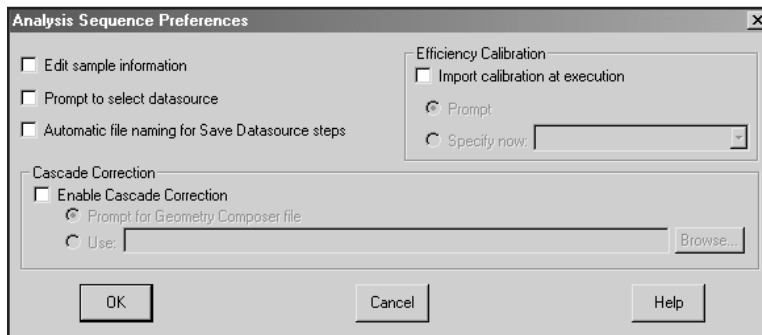 Analysis Sequence Preferences
Edit sample information
Prompt to select datasource
Automatic file naming for Save Datasource steps
Efficiency Calibration
Import calibration at execution
Prompt
Specify now:
Cascade Correction
Enable Cascade Correction
Prompt for Geometry Composer file
Use:
Browse...
OK
Cancel
Help